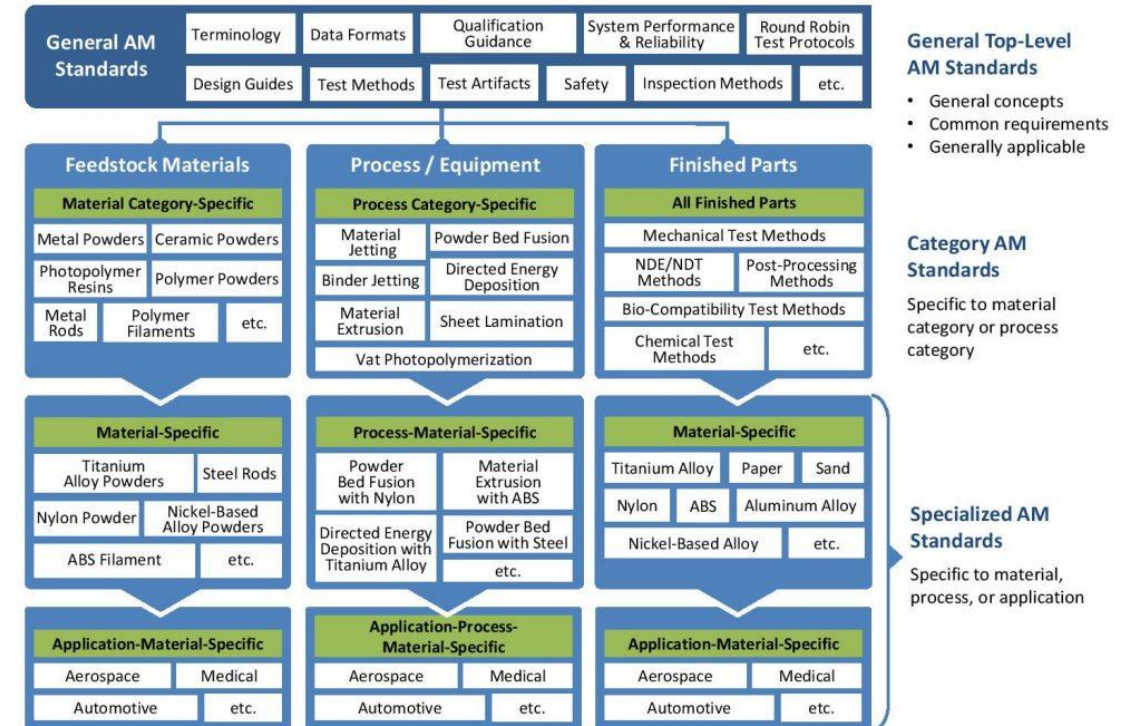 General AM
Standards
Terminology
Data Formats
Qualification
Guidance
System Performance
& Reliability
Round Robin
Test Protocols
Design Guides
Test Methods
Test Artifacts
Safety
Inspection Methods
etc.
General Top-Level
AM Standards
• General concepts
• Common requirements
• Generally applicable
Feedstock Materials
Material Category-Specific
Metal Powders
Ceramic Powders
Photopolymer
Resins
Polymer Powders
Metal
Rods
Polymer
Filaments
etc.
Process / Equipment
Process Category-Specific
Material
Jetting
Powder Bed Fusion
Binder Jetting
Directed Energy
Deposition
Material
Extrusion
Sheet Lamination
Vat Photopolymerization
Finished Parts
All Finished Parts
Mechanical Test Methods
NDE/NDT
Methods
Post-Processing
Methods
Bio-Compatibility Test Methods
Chemical Test
Methods
etc.
Category AM
Standards
Specific to material
category or process
category
Material-Specific
Titanium
Alloy Powders
Steel Rods
Nylon Powder
Nickel-Based
Alloy Powders
ABS Filament
etc.
Process-Material-Specific
Powder
Bed Fusion
with Nylon
Material
Extrusion
with ABS
Directed Energy
Deposition with
Titanium Alloy
Powder Bed
Fusion with Steel
etc.
Material-Specific
Titanium Alloy
Paper
Sand
Nylon
ABS
Aluminum Alloy
Nickel-Based Alloy
etc.
Specialized AM
Standards
Specific to material,
process, or application
Application-Material-Specific
Aerospace
Medical
Automotive
etc.
Application-Process-
Material-Specific
Aerospace
Medical
Automotive
etc.
Application-Material-Specific
Aerospace
Medical
Automotive
etc.